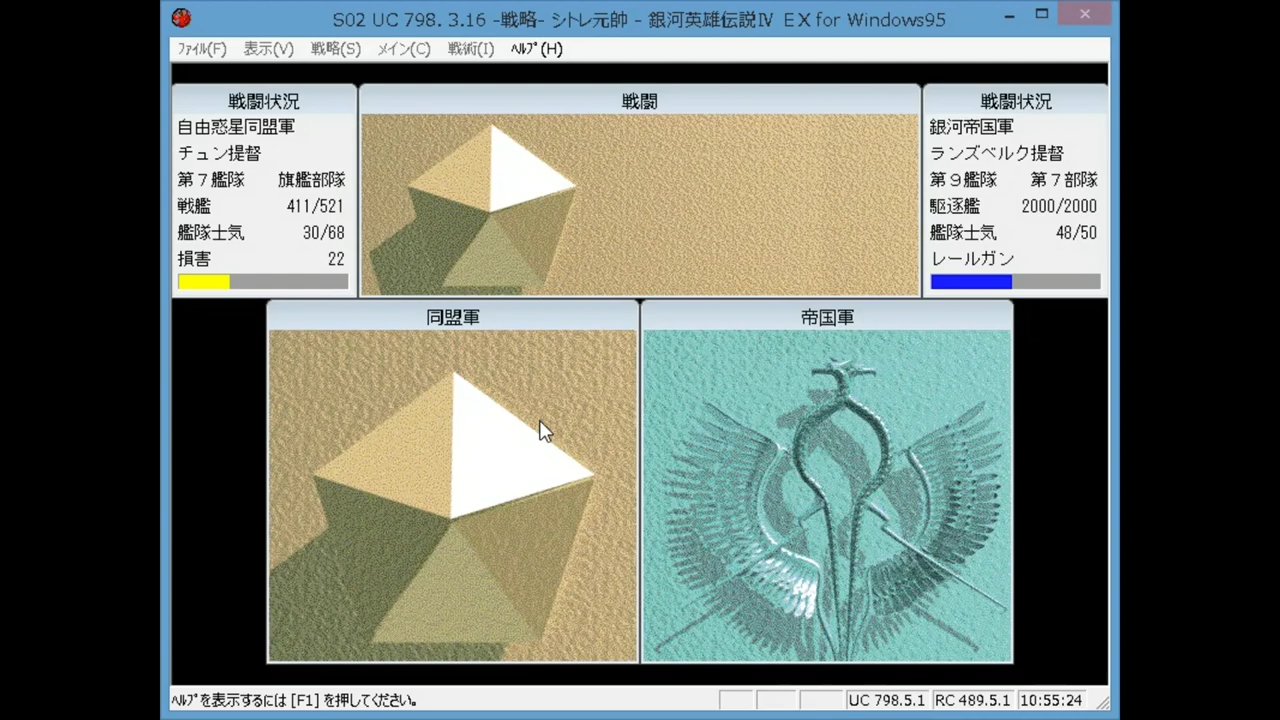 S02 UC 798. 3.16 -戦略- シトレ元帥 - 銀河英雄伝説Ⅳ EX for Windows95
ﾌｧｲﾙ(F) 表示(V) 戦略(S) メイン(C) 戦術(I) ﾍﾙﾌﾟ(H)
戦闘状況
自由惑星同盟軍
チュン提督
第７艦隊 旗艦部隊
戦艦 411/521
艦隊士気 30/68
損害 22
戦闘
戦闘状況
銀河帝国軍
ランズベルク提督
第９艦隊 第７部隊
駆逐艦 2000/2000
艦隊士気 48/50
レールガン
同盟軍
帝国軍
ﾍﾙﾌﾟを表示するには [F1] を押してください。
UC 798.5.1 RC 489.5.1 10:55:24